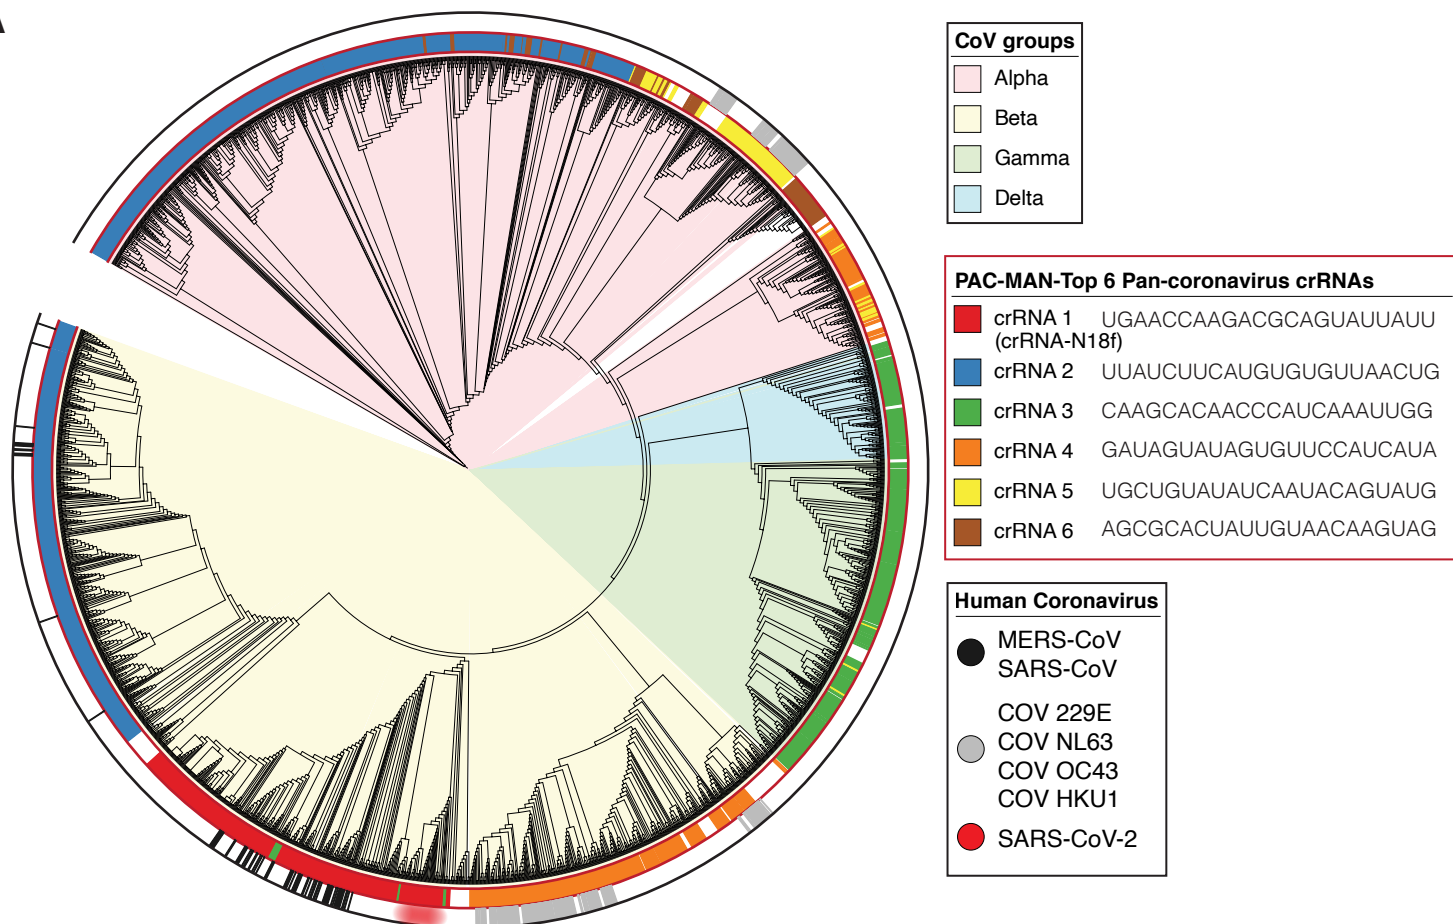 A
CoV groups
Alpha
Beta
Gamma
Delta
PAC-MAN-Top 6 Pan-coronavirus crRNAs
crRNA 1 UGAACCAAGACGCAGUAUUAUU
(crRNA-N18f)
crRNA 2 UUAUCUUCAUGUGUGUUAACUG
crRNA 3 CAAGCACAACCCAUCAAAUUGG
crRNA 4 GAUAGUAUAGUGUUCCAUCAUA
crRNA 5 UGCUGUAUAUCAAUACAGUAUG
crRNA 6 AGCGCACUAUUGUAACAAGUAG
Human Coronavirus
MERS-CoV
SARS-CoV
COV 229E
COV NL63
COV OC43
COV HKU1
SARS-CoV-2